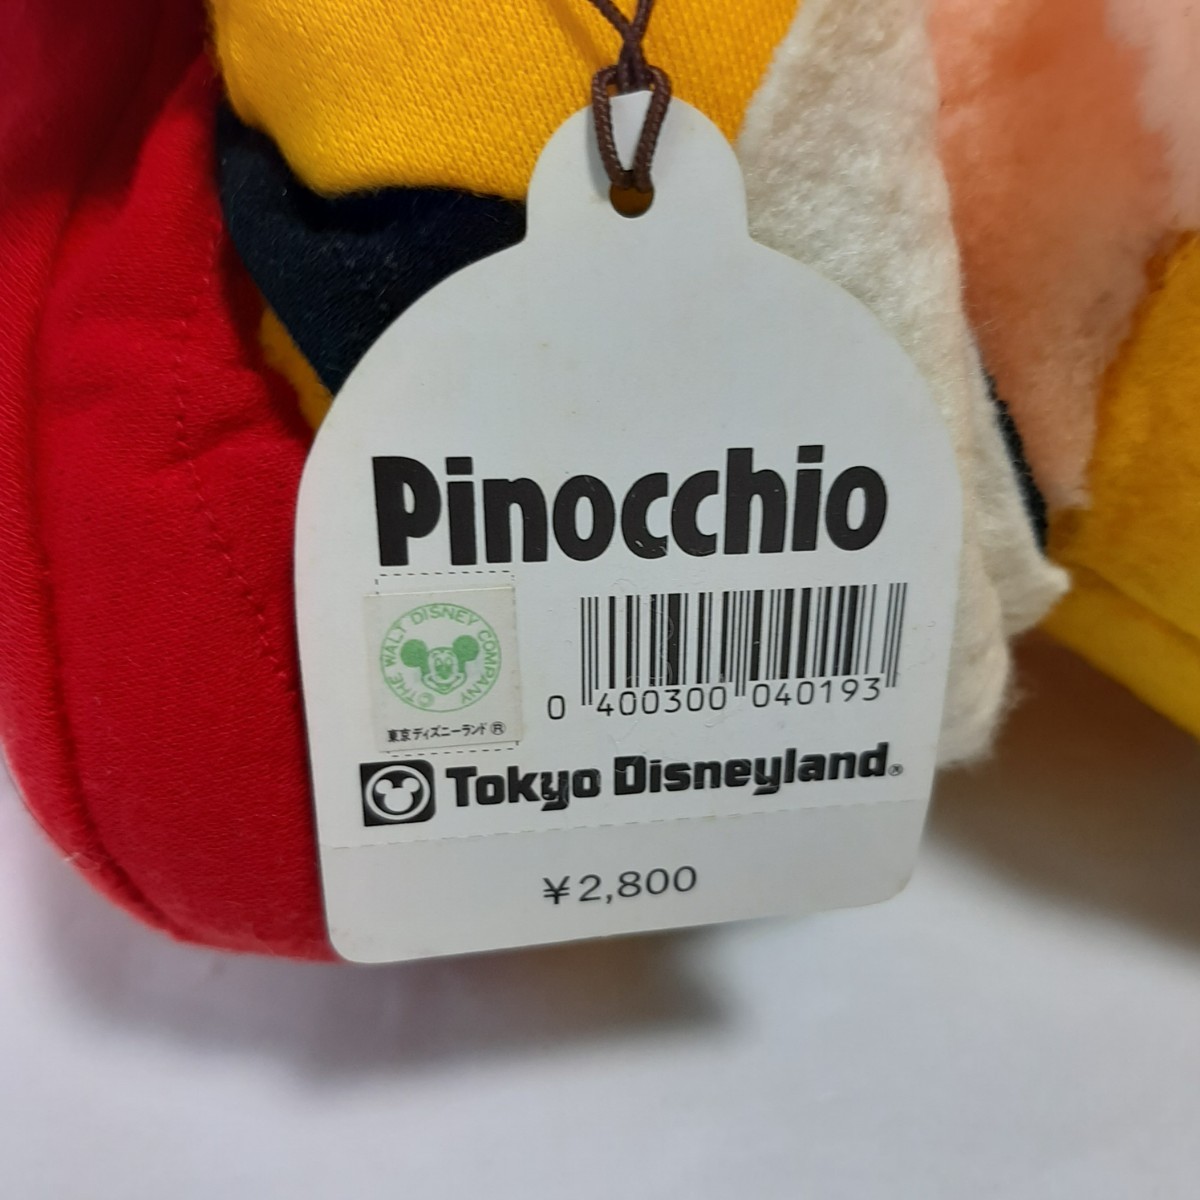 Pinocchio
© THE WALT DISNEY COMPANY
東京ディズニーランド®
0 400300 040193
Tokyo Disneyland®
¥2,800